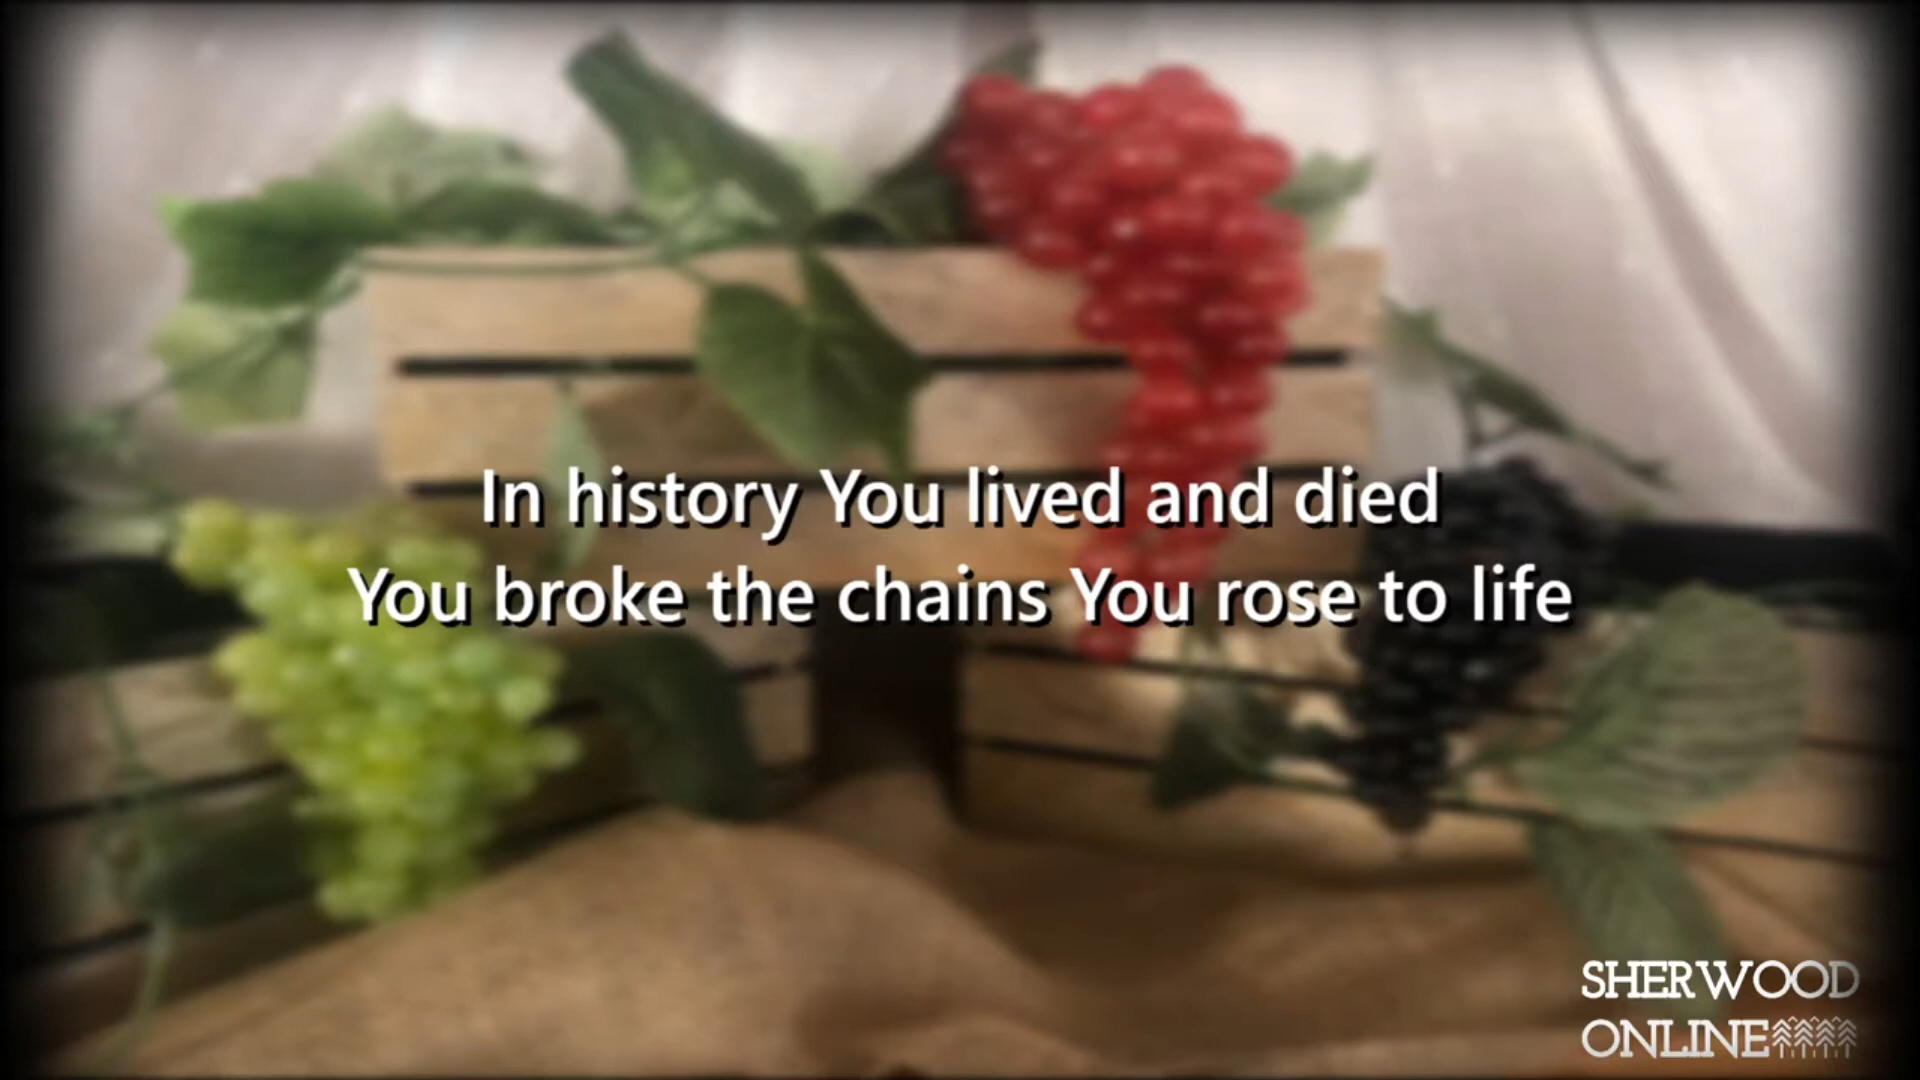 In history You lived and died
You broke the chains You rose to life
SHERWOOD
ONLINE